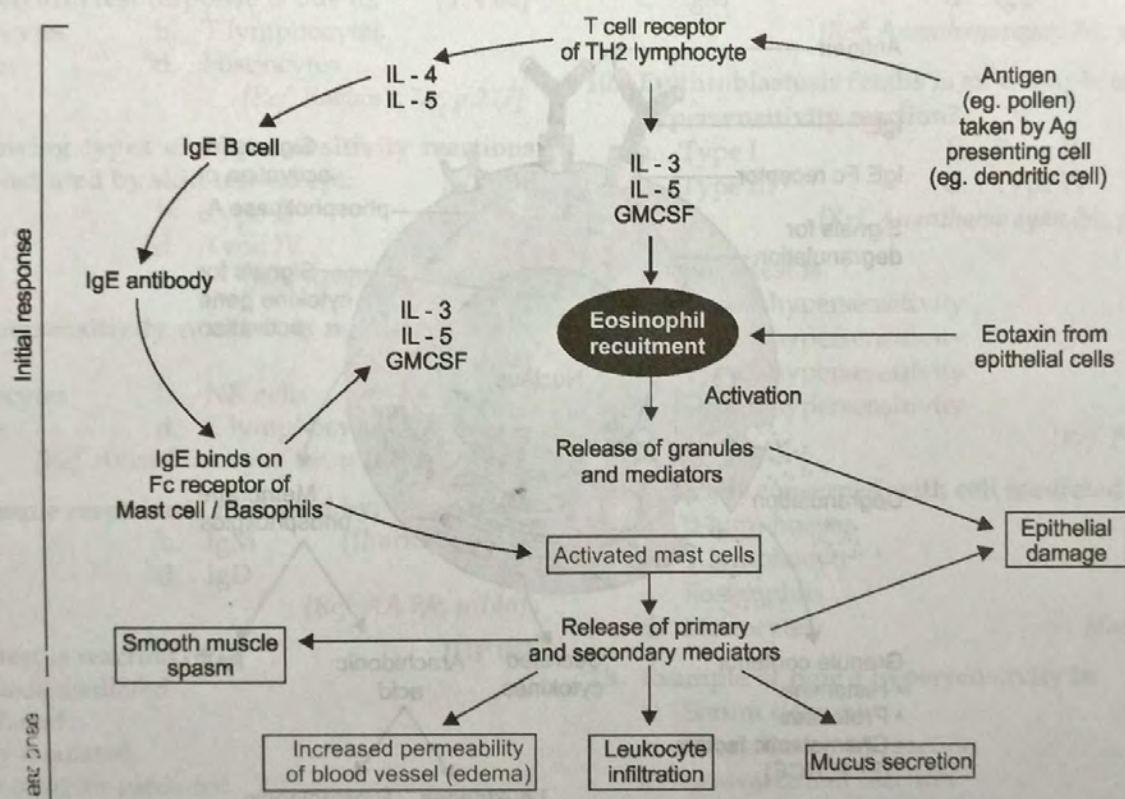 T cell receptor
of TH2 lymphocyte
Antigen
(eg. pollen)
taken by Ag
presenting cell
(eg. dendritic cell)
IL - 4
IL - 5
IgE B cell
IL - 3
IL - 5
GMCSF
IgE antibody
IL - 3
IL - 5
GMCSF
Eosinophil
recuitment
Eotaxin from
epithelial cells
Activation
Initial response
Release of granules
and mediators
IgE binds on
Fc receptor of
Mast cell / Basophils
Activated mast cells
Epithelial
damage
Release of primary
and secondary mediators
Smooth muscle
spasm
Increased permeability
of blood vessel (edema)
Leukocyte
infiltration
Mucus secretion